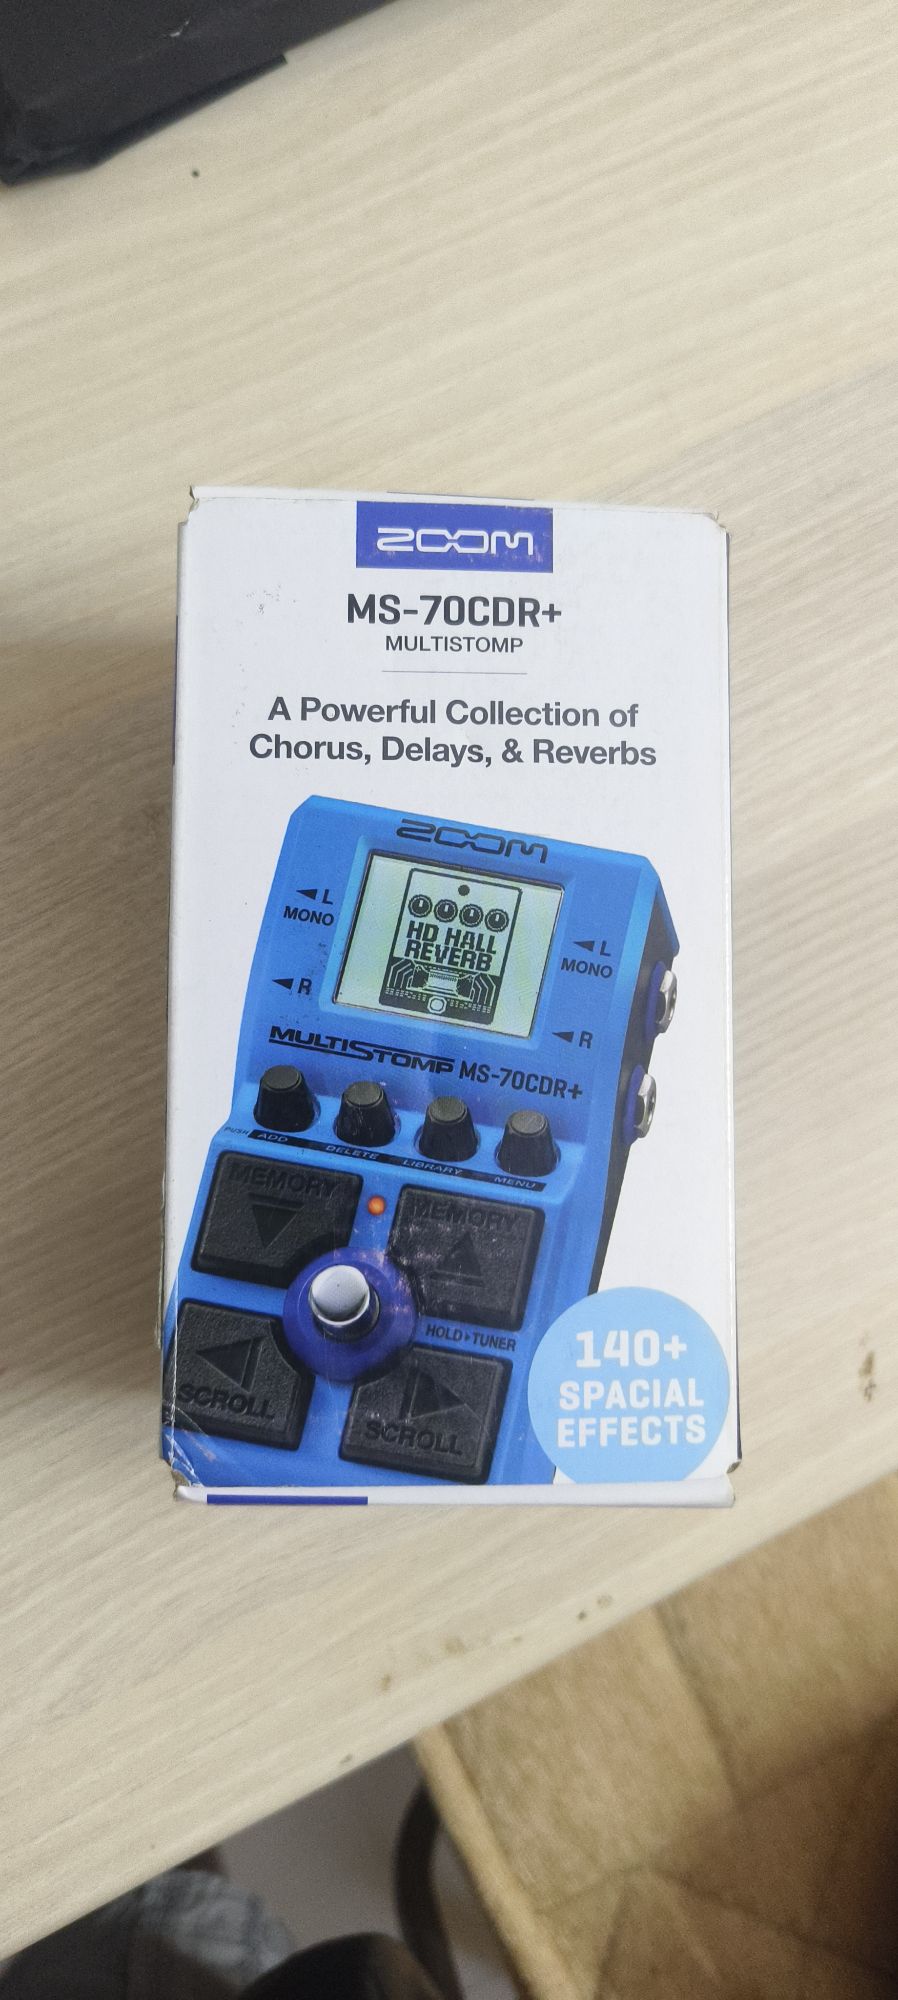 ZOOM
MS-70CDR+
MULTISTOMP
A Powerful Collection of
Chorus, Delays, & Reverbs
ZOOM
L
MONO
R
HD HALL
REVERB
L
MONO
R
MULTISTOMP MS-70CDR+
PUSH ADD DELETE LIBRARY MENU
MEMORY MEMORY
HOLD▸TUNER
SCROLL SCROLL
140+
SPACIAL
EFFECTS